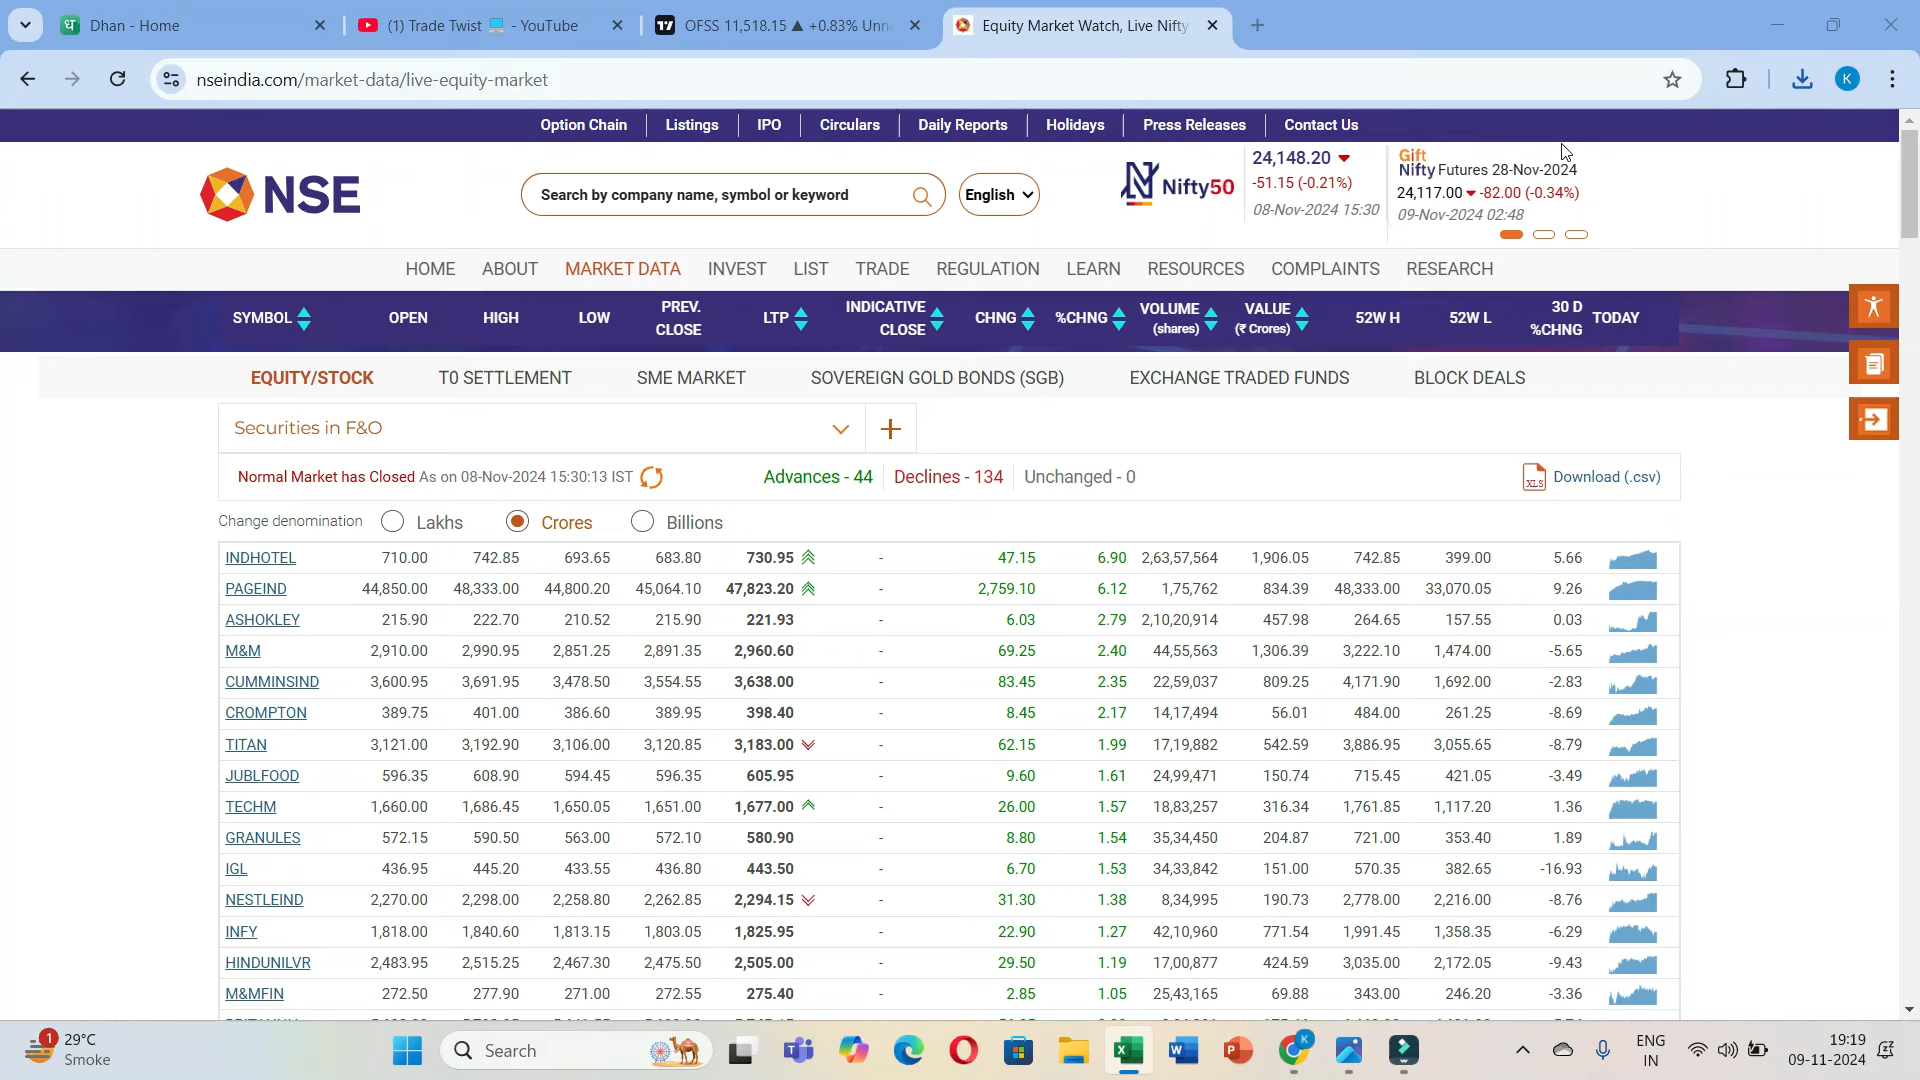 Dhan - Home
(1) Trade Twist - YouTube
OFSS 11,518.15 ▲ +0.83% Unna
Equity Market Watch, Live Nifty
nseindia.com/market-data/live-equity-market
K
Option Chain Listings IPO Circulars Daily Reports Holidays Press Releases Contact Us
NSE
Search by company name, symbol or keyword
English
Nifty50
24,148.20
-51.15 (-0.21%)
08-Nov-2024 15:30
Gift
Nifty Futures 28-Nov-2024
24,117.00 -82.00 (-0.34%)
09-Nov-2024 02:48
HOME ABOUT MARKET DATA INVEST LIST TRADE REGULATION LEARN RESOURCES COMPLAINTS RESEARCH
SYMBOL OPEN HIGH LOW PREV. CLOSE LTP INDICATIVE CLOSE CHNG %CHNG VOLUME (shares) VALUE (₹ Crores) 52W H 52W L 30 D %CHNG TODAY
EQUITY/STOCK T0 SETTLEMENT SME MARKET SOVEREIGN GOLD BONDS (SGB) EXCHANGE TRADED FUNDS BLOCK DEALS
Securities in F&O
Normal Market has Closed As on 08-Nov-2024 15:30:13 IST Advances - 44 Declines - 134 Unchanged - 0 XLS Download (.csv)
Change denomination Lakhs Crores Billions
INDHOTEL 710.00 742.85 693.65 683.80 730.95 - 47.15 6.90 2,63,57,564 1,906.05 742.85 399.00 5.66
PAGEIND 44,850.00 48,333.00 44,800.20 45,064.10 47,823.20 - 2,759.10 6.12 1,75,762 834.39 48,333.00 33,070.05 9.26
ASHOKLEY 215.90 222.70 210.52 215.90 221.93 - 6.03 2.79 2,10,20,914 457.98 264.65 157.55 0.03
M&M 2,910.00 2,990.95 2,851.25 2,891.35 2,960.60 - 69.25 2.40 44,55,563 1,306.39 3,222.10 1,474.00 -5.65
CUMMINSIND 3,600.95 3,691.95 3,478.50 3,554.55 3,638.00 - 83.45 2.35 22,59,037 809.25 4,171.90 1,692.00 -2.83
CROMPTON 389.75 401.00 386.60 389.95 398.40 - 8.45 2.17 14,17,494 56.01 484.00 261.25 -8.69
TITAN 3,121.00 3,192.90 3,106.00 3,120.85 3,183.00 - 62.15 1.99 17,19,882 542.59 3,886.95 3,055.65 -8.79
JUBLFOOD 596.35 608.90 594.45 596.35 605.95 - 9.60 1.61 24,99,471 150.74 715.45 421.05 -3.49
TECHM 1,660.00 1,686.45 1,650.05 1,651.00 1,677.00 - 26.00 1.57 18,83,257 316.34 1,761.85 1,117.20 1.36
GRANULES 572.15 590.50 563.00 572.10 580.90 - 8.80 1.54 35,34,450 204.87 721.00 353.40 1.89
IGL 436.95 445.20 433.55 436.80 443.50 - 6.70 1.53 34,33,842 151.00 570.35 382.65 -16.93
NESTLEIND 2,270.00 2,298.00 2,258.80 2,262.85 2,294.15 - 31.30 1.38 8,34,995 190.73 2,778.00 2,216.00 -8.76
INFY 1,818.00 1,840.60 1,813.15 1,803.05 1,825.95 - 22.90 1.27 42,10,960 771.54 1,991.45 1,358.35 -6.29
HINDUNILVR 2,483.95 2,515.25 2,467.30 2,475.50 2,505.00 - 29.50 1.19 17,00,877 424.59 3,035.00 2,172.05 -9.43
M&MFIN 272.50 277.90 271.00 272.55 275.40 - 2.85 1.05 25,43,165 69.88 343.00 246.20 -3.36
1 29°C
Smoke
Search
ENG
IN
19:19
09-11-2024